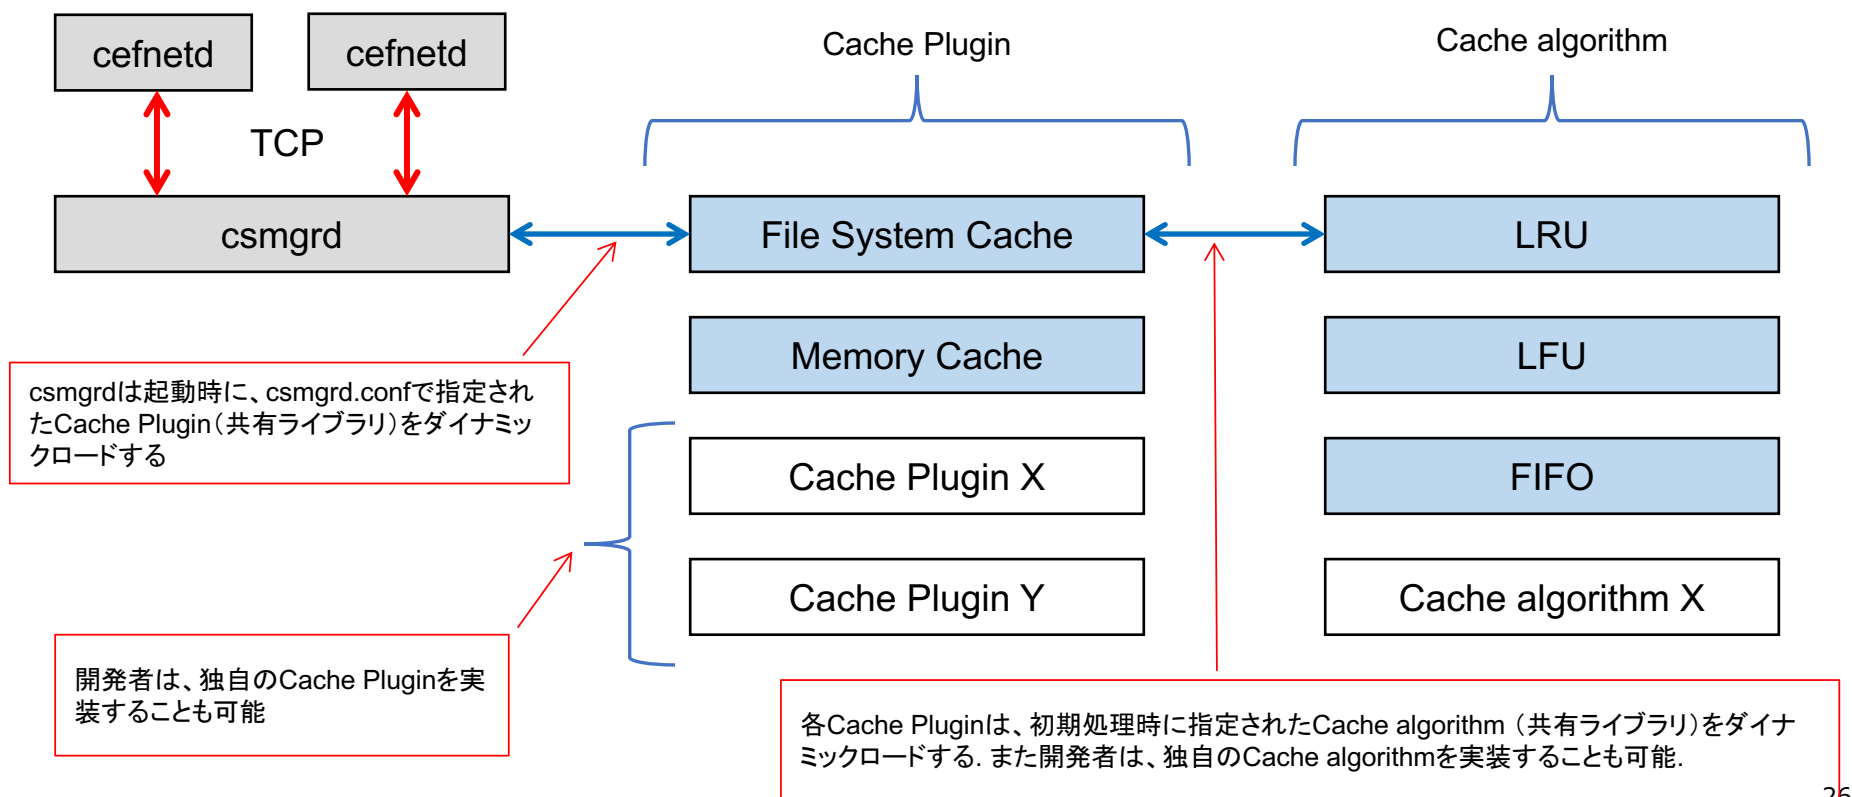 cefnetd
cefnetd
TCP
csmgrd
Cache Plugin
Cache algorithm
File System Cache
LRU
Memory Cache
LFU
Cache Plugin X
FIFO
Cache Plugin Y
Cache algorithm X
csmgrdは起動時に、csmgrd.confで指定され
たCache Plugin（共有ライブラリ）をダイナミッ
クロードする
開発者は、独自のCache Pluginを実
装することも可能
各Cache Pluginは、初期処理時に指定されたCache algorithm （共有ライブラリ）をダイナ
ミックロードする. また開発者は、独自のCache algorithmを実装することも可能.
26